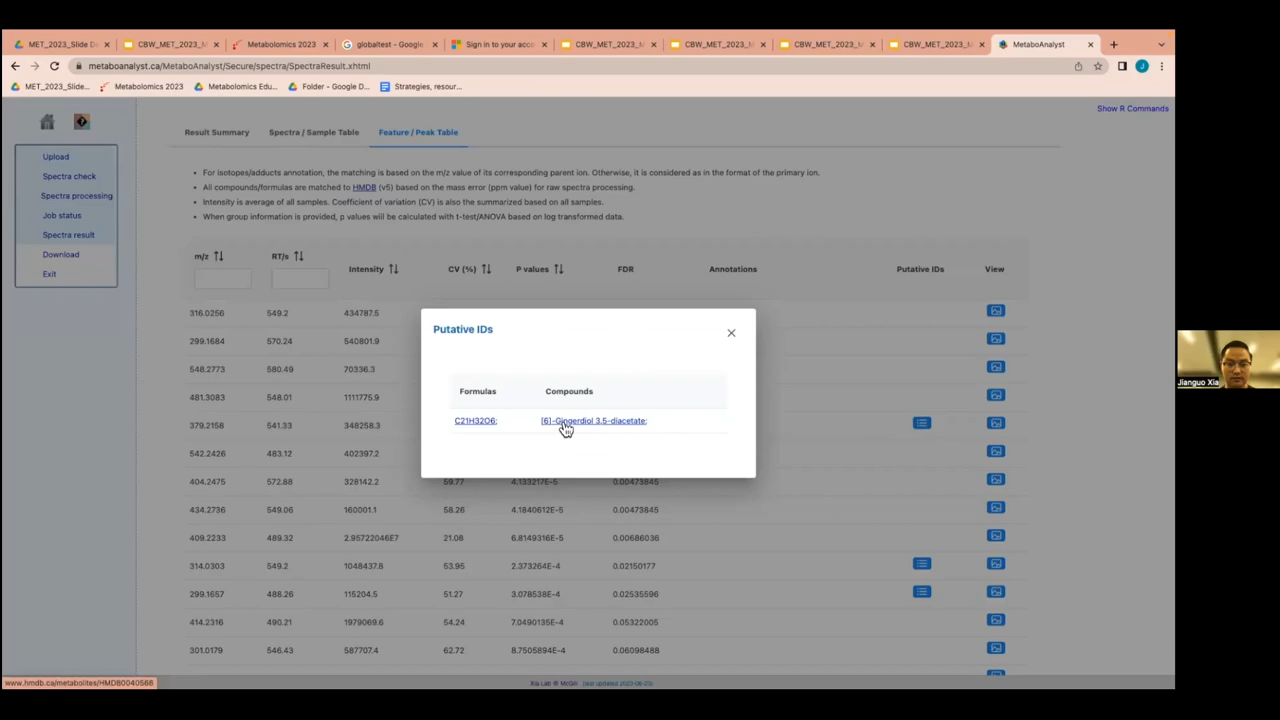 MET_2023_Slide D
CBW_MET_2023_M
Metabolomics 2023
globaltest - Google
Sign in to your acco
CBW_MET_2023_M
CBW_MET_2023_M
CBW_MET_2023_M
CBW_MET_2023_M
MetaboAnalyst
metaboanalyst.ca/MetaboAnalyst/Secure/spectra/SpectraResult.xhtml
MET_2023_Slide...
Metabolomics 2023
Metabolomics Edu...
Folder - Google D...
Strategies, resour...
Show R Commands
Upload
Spectra check
Spectra processing
Job status
Spectra result
Download
Exit
Result Summary
Spectra / Sample Table
Feature / Peak Table
• For isotopes/adducts annotation, the matching is based on the m/z value of its corresponding parent ion. Otherwise, it is considered as in the format of the primary ion.
• All compounds/formulas are matched to HMDB (v5) based on the mass error (ppm value) for raw spectra processing.
• Intensity is average of all samples. Coefficient of variation (CV) is also the summarized based on all samples.
• When group information is provided, p values will be calculated with t-test/ANOVA based on log transformed data.
m/z RT/s Intensity CV (%) P values FDR Annotations Putative IDs View
316.0256 549.2 434787.5
299.1684 570.24 540801.9
548.2773 580.49 70336.3
481.3083 548.01 1111775.9
379.2158 541.33 348258.3
542.2426 483.12 402397.2
404.2475 572.88 328142.2 59.77 4.133217E-5 0.00473845
434.2736 549.06 160001.1 58.26 4.1840612E-5 0.00473845
409.2233 489.32 2.95722046E7 21.08 6.8149316E-5 0.00686036
314.0303 549.2 1048437.8 53.95 2.373264E-4 0.02150177
299.1657 488.26 115204.5 51.27 3.078538E-4 0.02535596
414.2316 490.21 1979069.6 54.24 7.0490135E-4 0.05322005
301.0179 546.43 587707.4 62.72 8.7505894E-4 0.06098488
Putative IDs
Formulas Compounds
C21H32O6; [6]-Gingerdiol 3,5-diacetate;
www.hmdb.ca/metabolites/HMDB0040568
Xia Lab @ McGill (last updated 2023-06-20)
Jianguo Xia